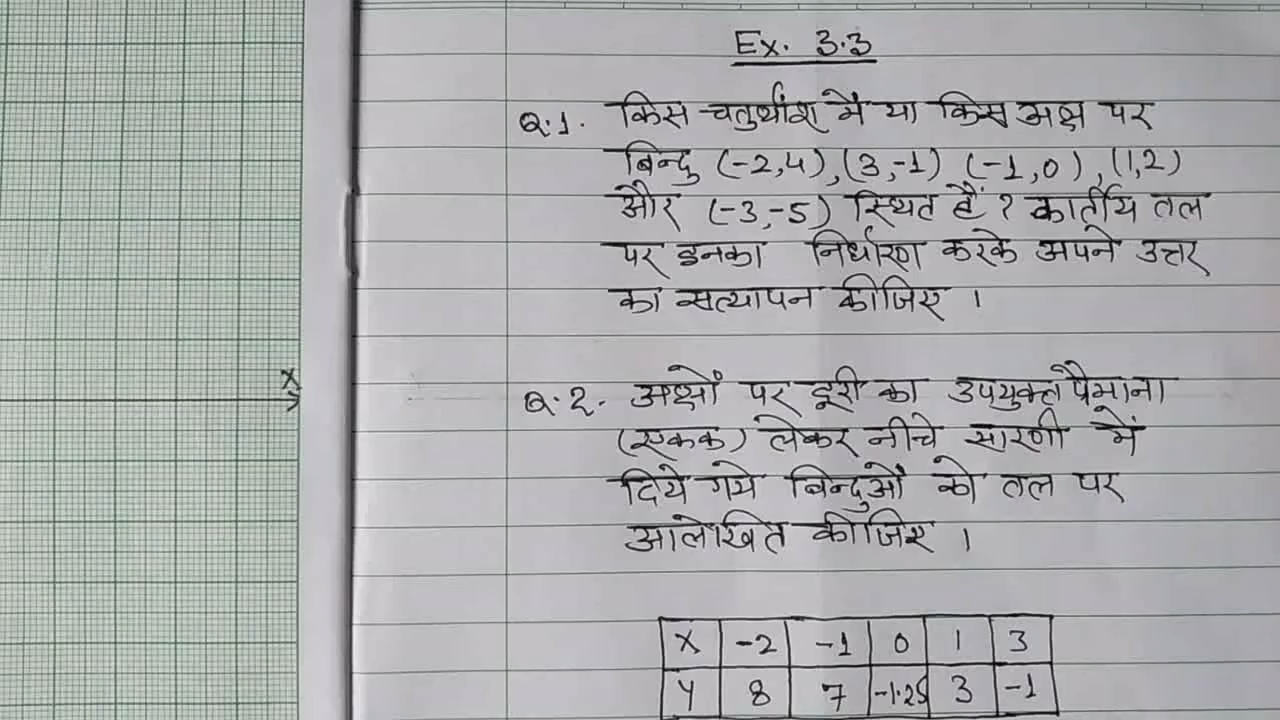 Ex. 3.3
Q.1. किस चतुर्थांश में या किस अक्ष पर
बिन्दु (-2,4), (3,-1) (-1,0), (1,2)
और (-3,-5) स्थित हैं ? कार्तीय तल
पर इनका निर्धारण करके अपने उत्तर
का सत्यापन कीजिए ।
Q.2. अक्षों पर दूरी का उपयुक्त पैमाना
(एकक) लेकर नीचे सारणी में
दिये गये बिन्दुओं को तल पर
आलेखित कीजिए ।
X
X -2 -1 0 1 3
Y 8 7 -1.25 3 -1